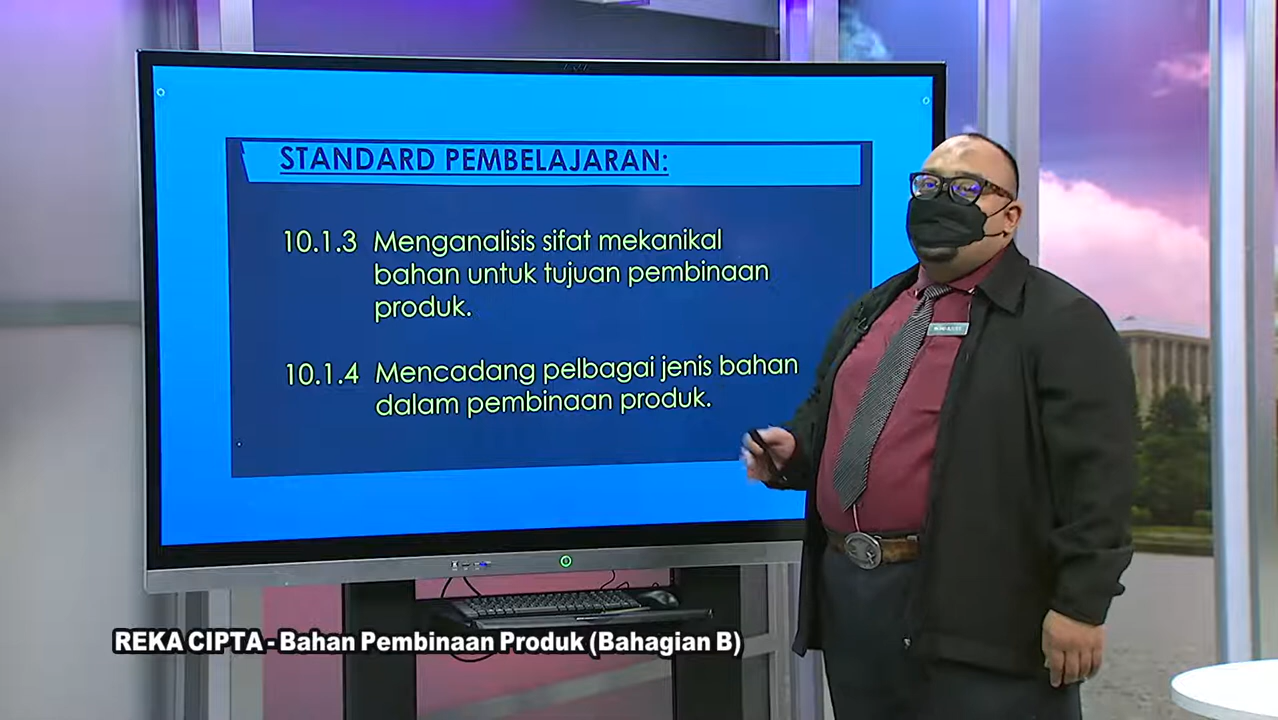 STANDARD PEMBELAJARAN:
10.1.3 Menganalisis sifat mekanikal
bahan untuk tujuan pembinaan
produk.
10.1.4 Mencadang pelbagai jenis bahan
dalam pembinaan produk.
REKA CIPTA - Bahan Pembinaan Produk (Bahagian B)